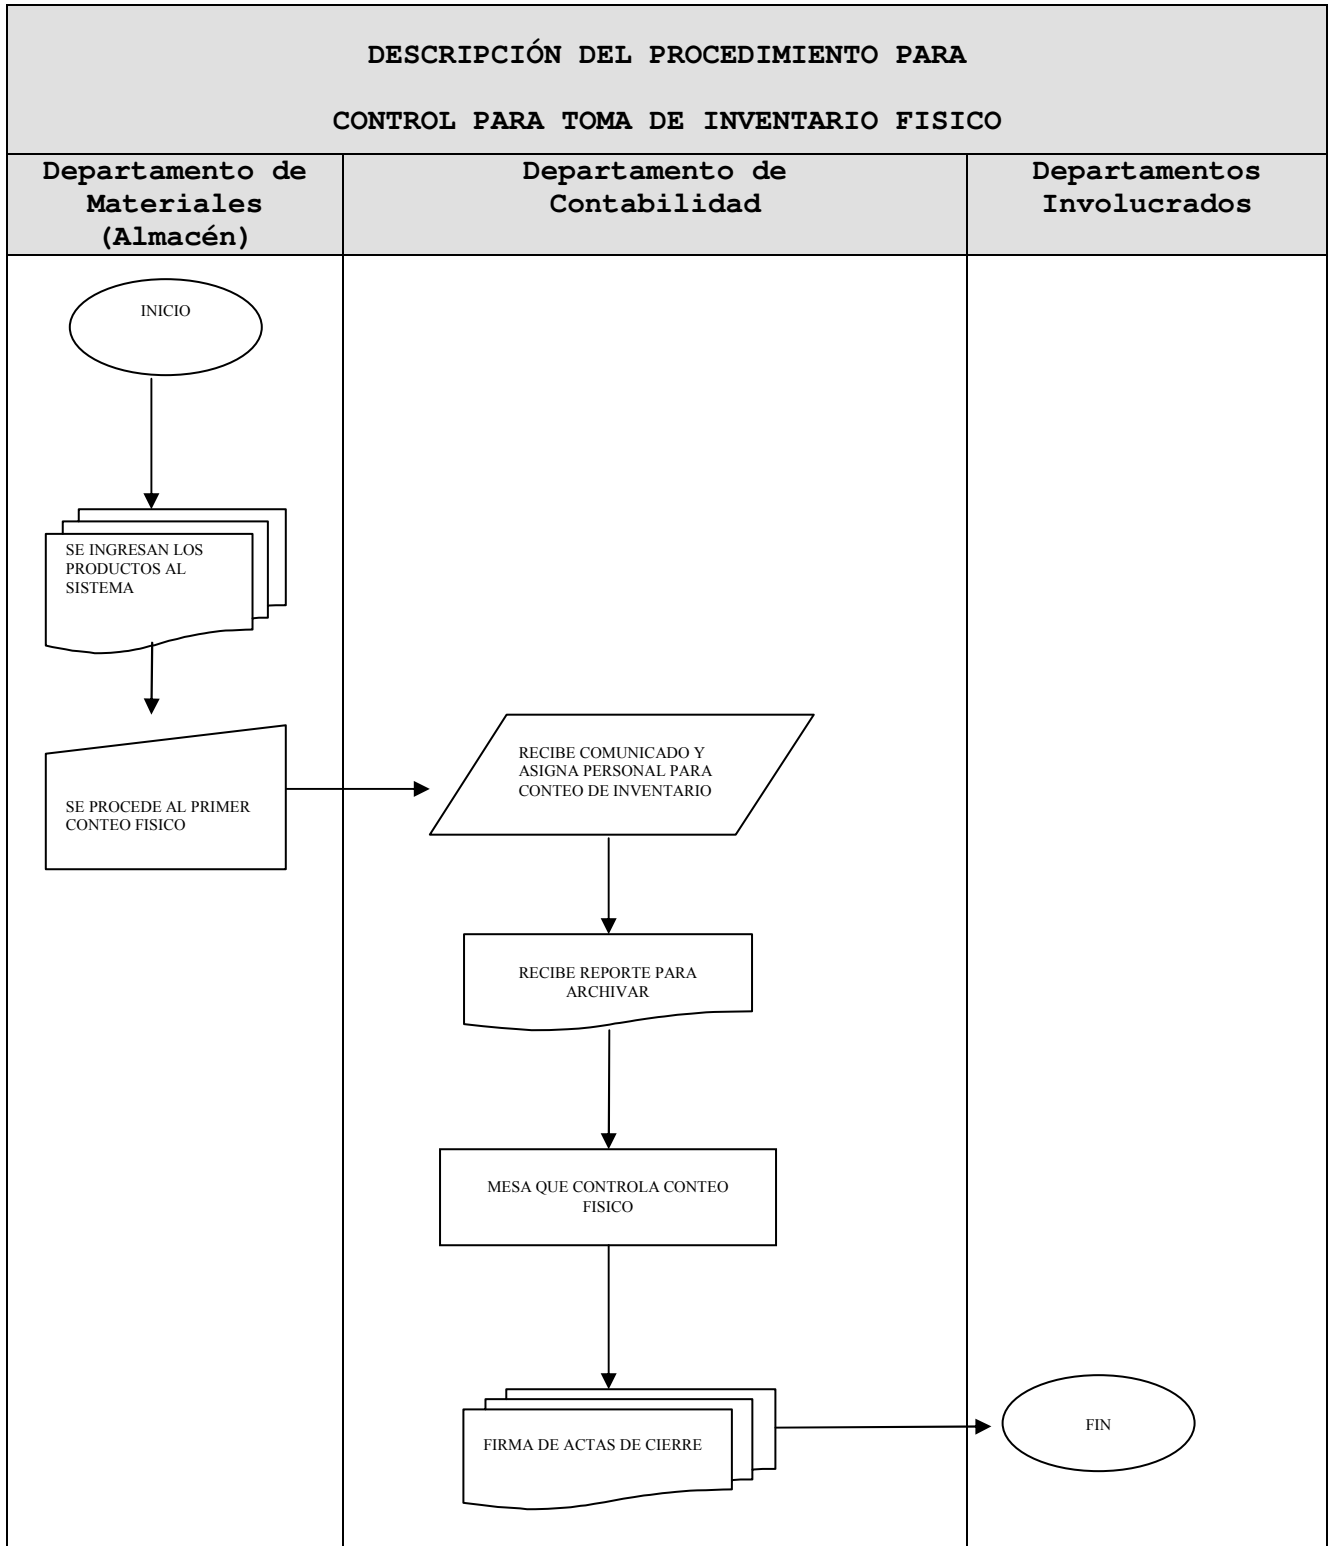 DESCRIPCIÓN DEL PROCEDIMIENTO PARA
CONTROL PARA TOMA DE INVENTARIO FISICO
Departamento de
Materiales
(Almacén)
Departamento de
Contabilidad
Departamentos
Involucrados
INICIO
SE INGRESAN LOS
PRODUCTOS AL
SISTEMA
SE PROCEDE AL PRIMER
CONTEO FISICO
RECIBE COMUNICADO Y
ASIGNA PERSONAL PARA
CONTEO DE INVENTARIO
RECIBE REPORTE PARA
ARCHIVAR
MESA QUE CONTROLA CONTEO
FISICO
FIRMA DE ACTAS DE CIERRE
FIN